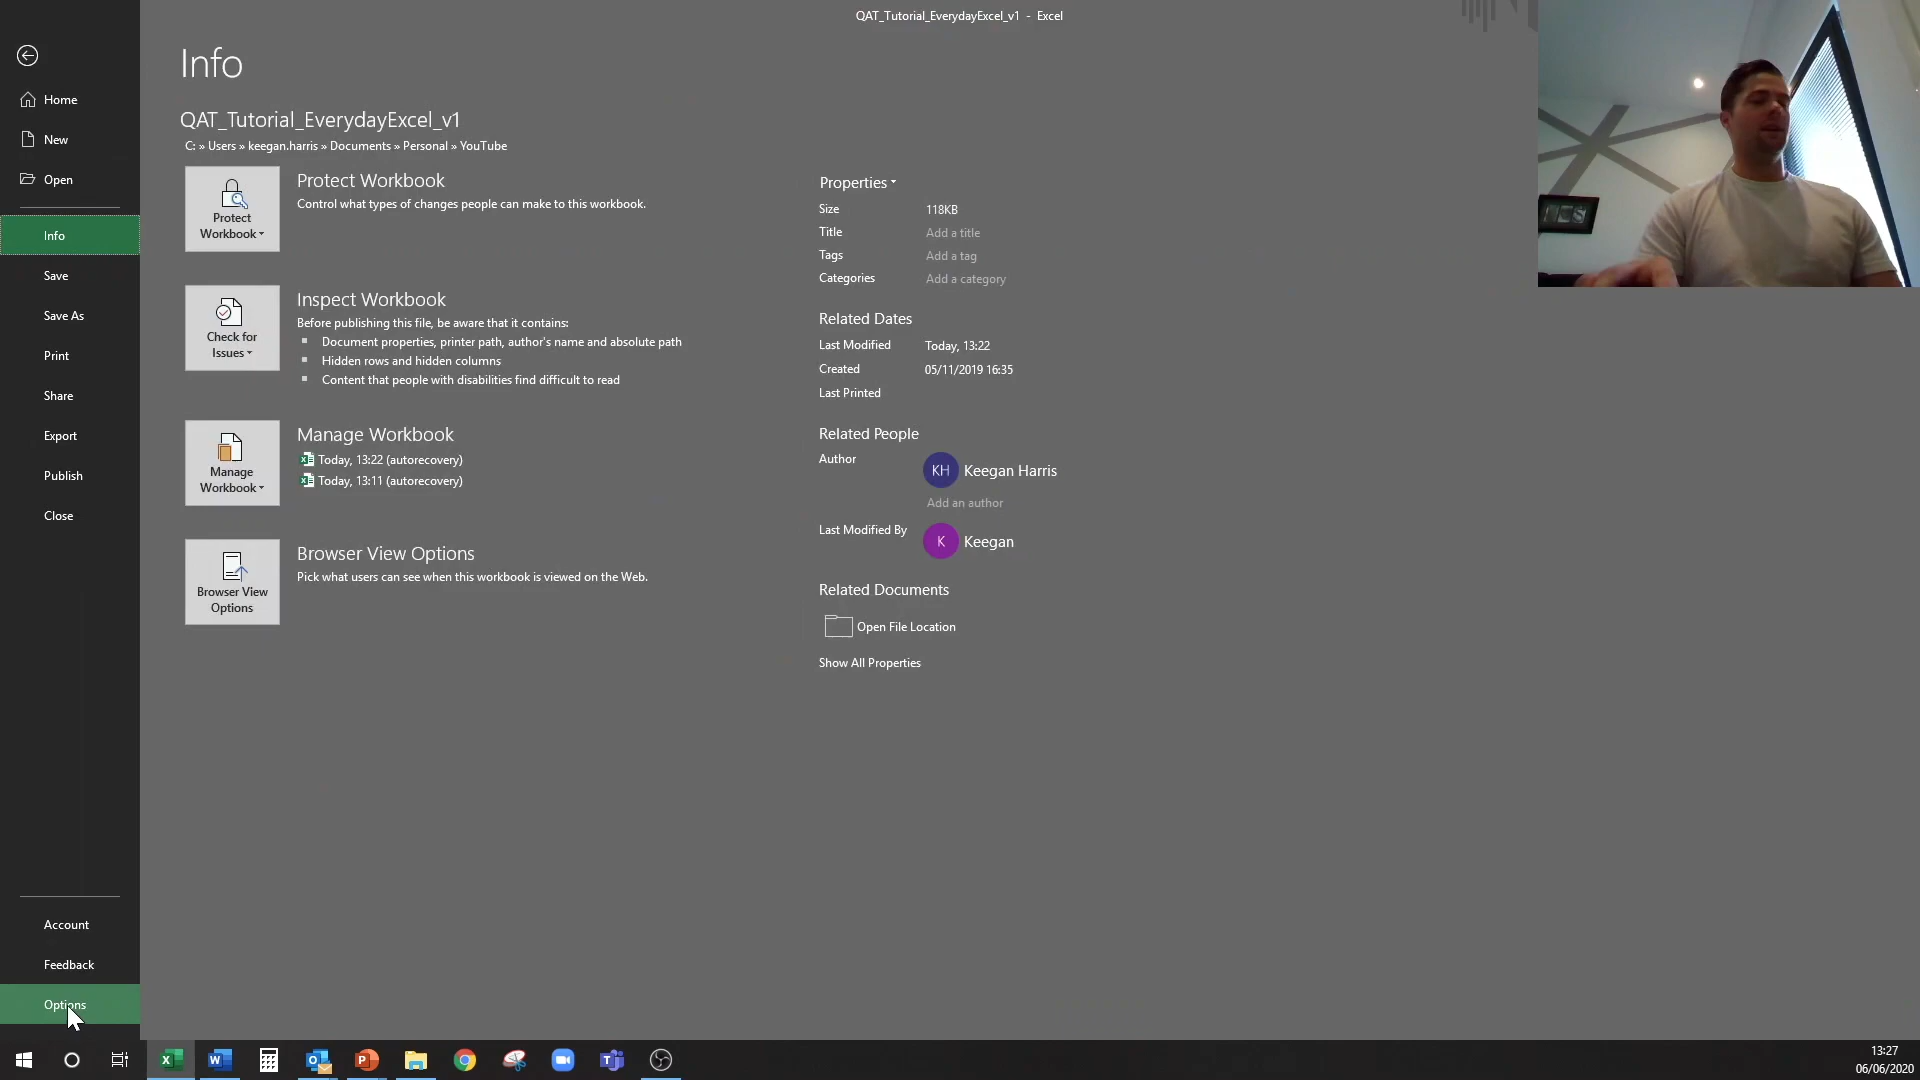 QAT_Tutorial_EverydayExcel_v1 - Excel
Info
Home
New
Open
Info
Save
Save As
Print
Share
Export
Publish
Close
Account
Feedback
Options
QAT_Tutorial_EverydayExcel_v1
C: » Users » keegan.harris » Documents » Personal » YouTube
Protect
Workbook
Protect Workbook
Control what types of changes people can make to this workbook.
Check for
Issues
Inspect Workbook
Before publishing this file, be aware that it contains:
Document properties, printer path, author's name and absolute path
Hidden rows and hidden columns
Content that people with disabilities find difficult to read
Manage
Workbook
Manage Workbook
Today, 13:22 (autorecovery)
Today, 13:11 (autorecovery)
Browser View
Options
Browser View Options
Pick what users can see when this workbook is viewed on the Web.
Properties
Size 118KB
Title Add a title
Tags Add a tag
Categories Add a category
Related Dates
Last Modified Today, 13:22
Created 05/11/2019 16:35
Last Printed
Related People
Author KH Keegan Harris
Add an author
Last Modified By K Keegan
Related Documents
Open File Location
Show All Properties
13:27
06/06/2020